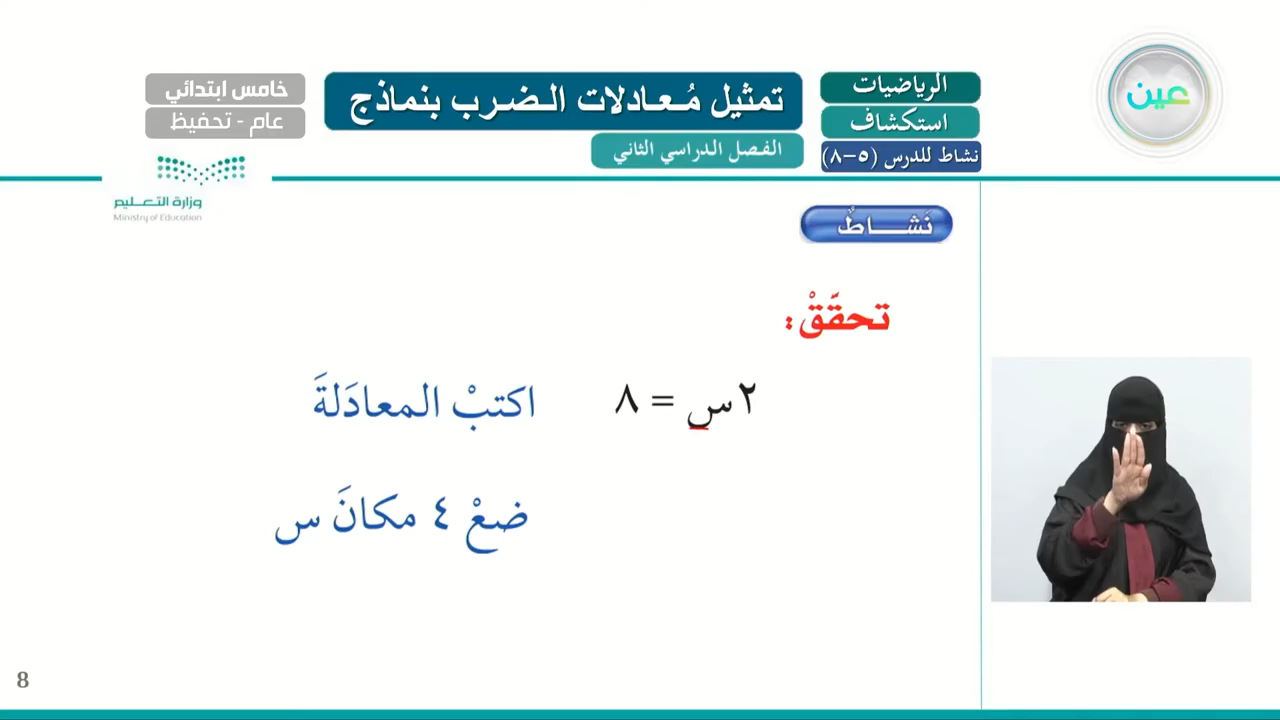 عين
الرياضيات
استكشاف
نشاط للدرس (٥-٨)
تمثيل مُعادلات الضرب بنماذج
الفصل الدراسي الثاني
خامس ابتدائي
عام - تحفيظ
وزارة التعليم
Ministry of Education
نَشاطٌ
تحقّقْ:
٢س = ٨ اكتبْ المعادَلةَ
ضعْ ٤ مكانَ س
8